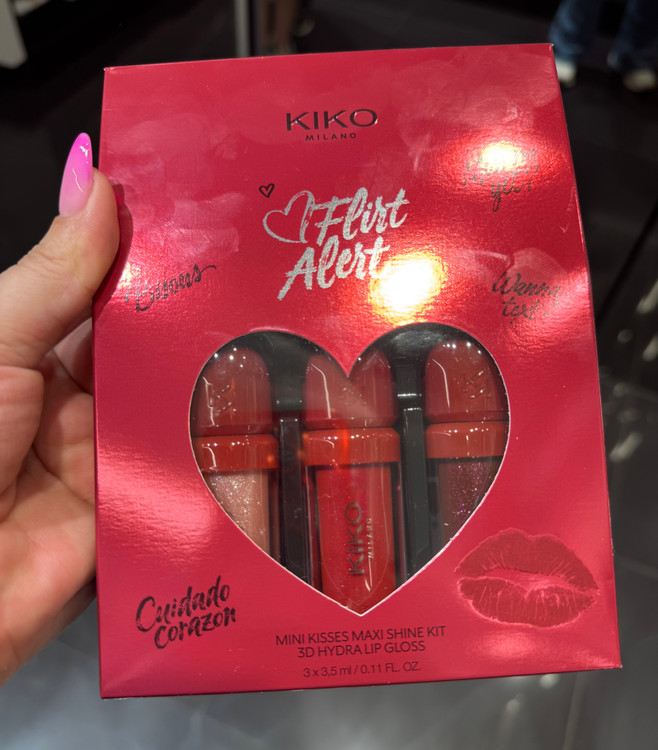 KIKO
MILANO
Flirt
Alert
Wanna
text?
KIKO
MILANO
Cuidado
corazon
MINI KISSES MAXI SHINE KIT
3D HYDRA LIP GLOSS
3 x 3,5 ml / 0.11 FL. OZ.